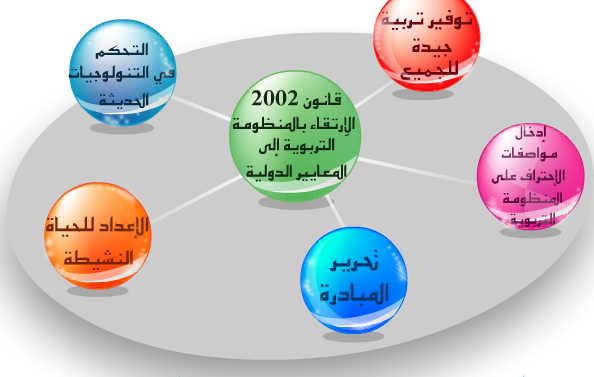 توفير تربية
جيدة
للجميع
التحكم
في التنولوجيات
الحديثة
قانون 2002
الإرتقاء بالمنظومة
التربوية إلى
المعايير الدولية
إدخال
مواصفات
الإحتراف على
المنظومة
التربوية
الإعداد للحياة
النشيطة
تحرير
المبادرة